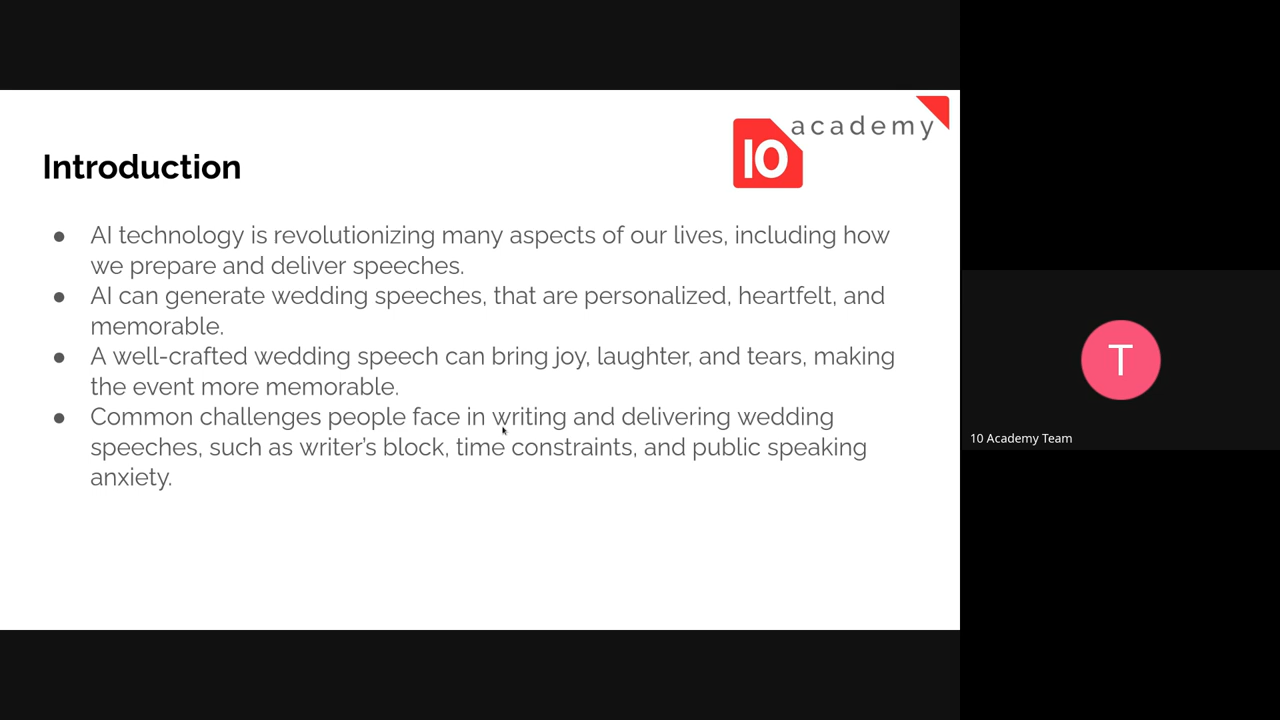 academy
10
Introduction
● AI technology is revolutionizing many aspects of our lives, including how
we prepare and deliver speeches.
● AI can generate wedding speeches, that are personalized, heartfelt, and
memorable.
● A well-crafted wedding speech can bring joy, laughter, and tears, making
the event more memorable.
● Common challenges people face in writing and delivering wedding
speeches, such as writer’s block, time constraints, and public speaking
anxiety.
T
10 Academy Team